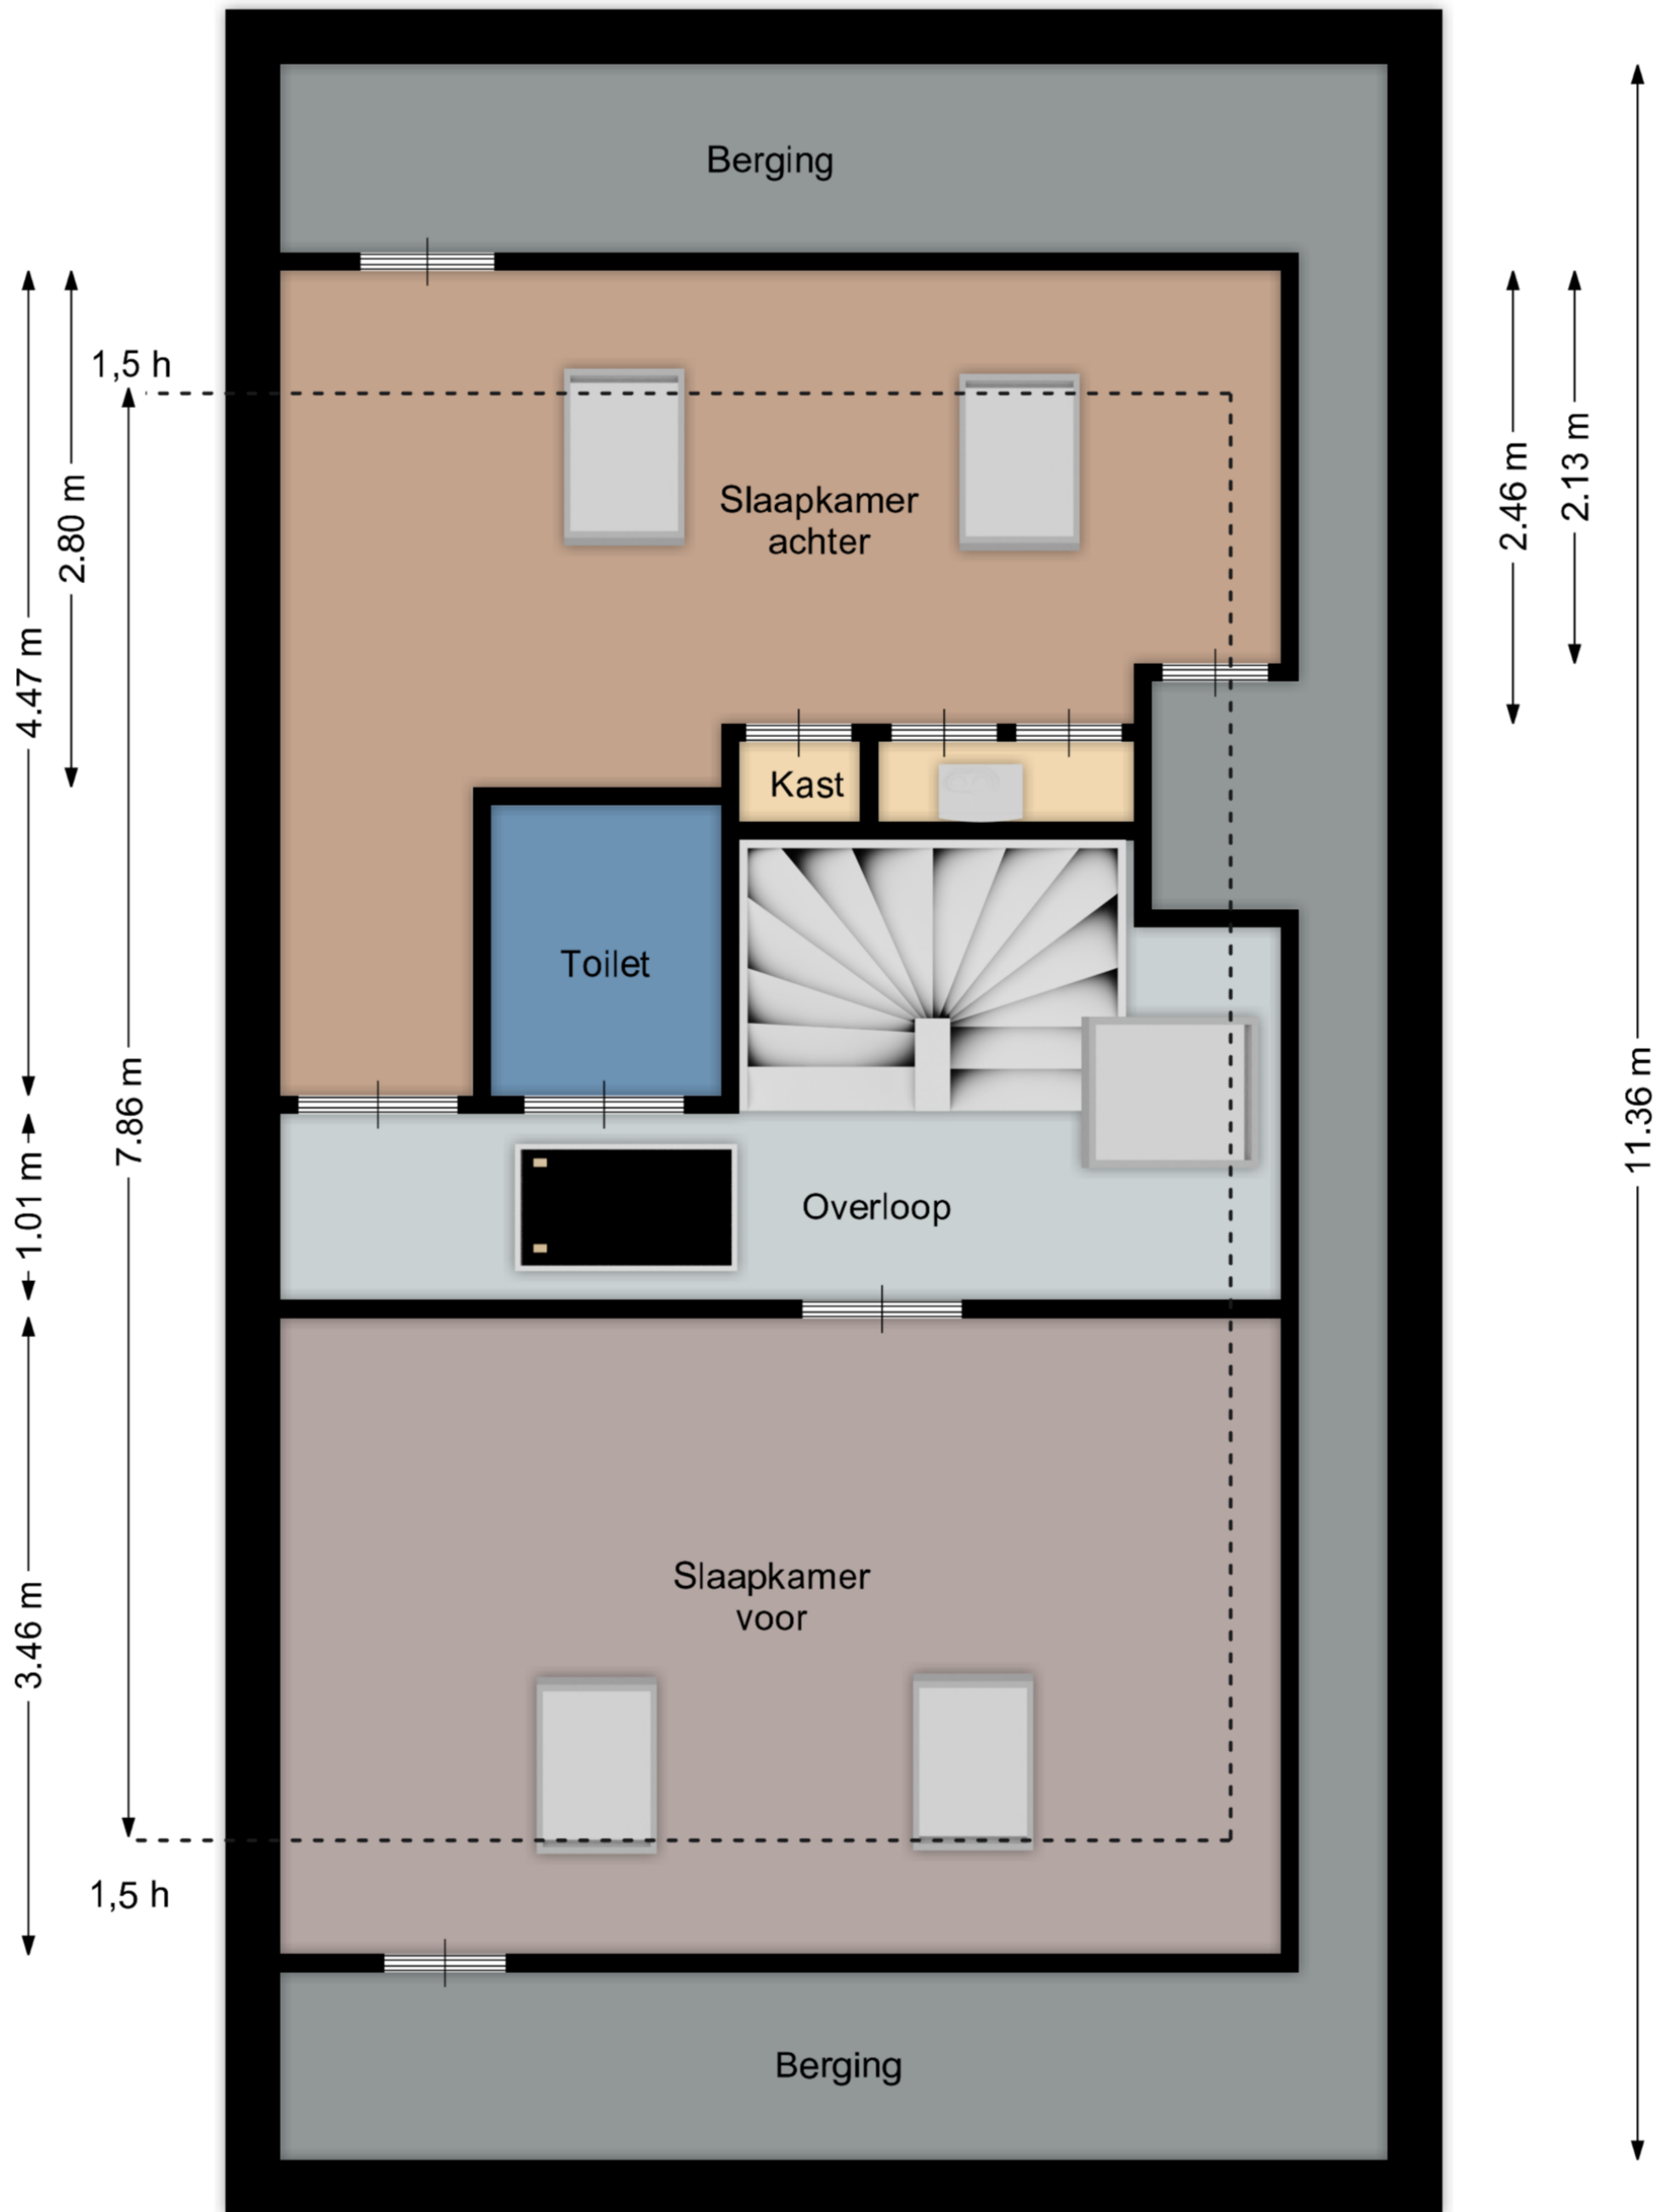 Berging
1,5 h
2.80 m
4.47 m
2.46 m
2.13 m
Slaapkamer
achter
Kast
Toilet
7.86 m
11.36 m
1.01 m
Overloop
Slaapkamer
voor
3.46 m
1,5 h
Berging